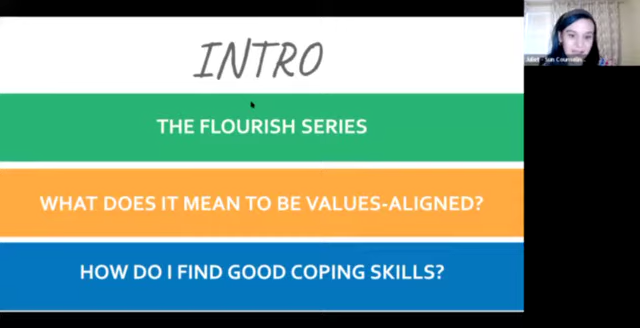 INTRO
THE FLOURISH SERIES
WHAT DOES IT MEAN TO BE VALUES-ALIGNED?
HOW DO I FIND GOOD COPING SKILLS?